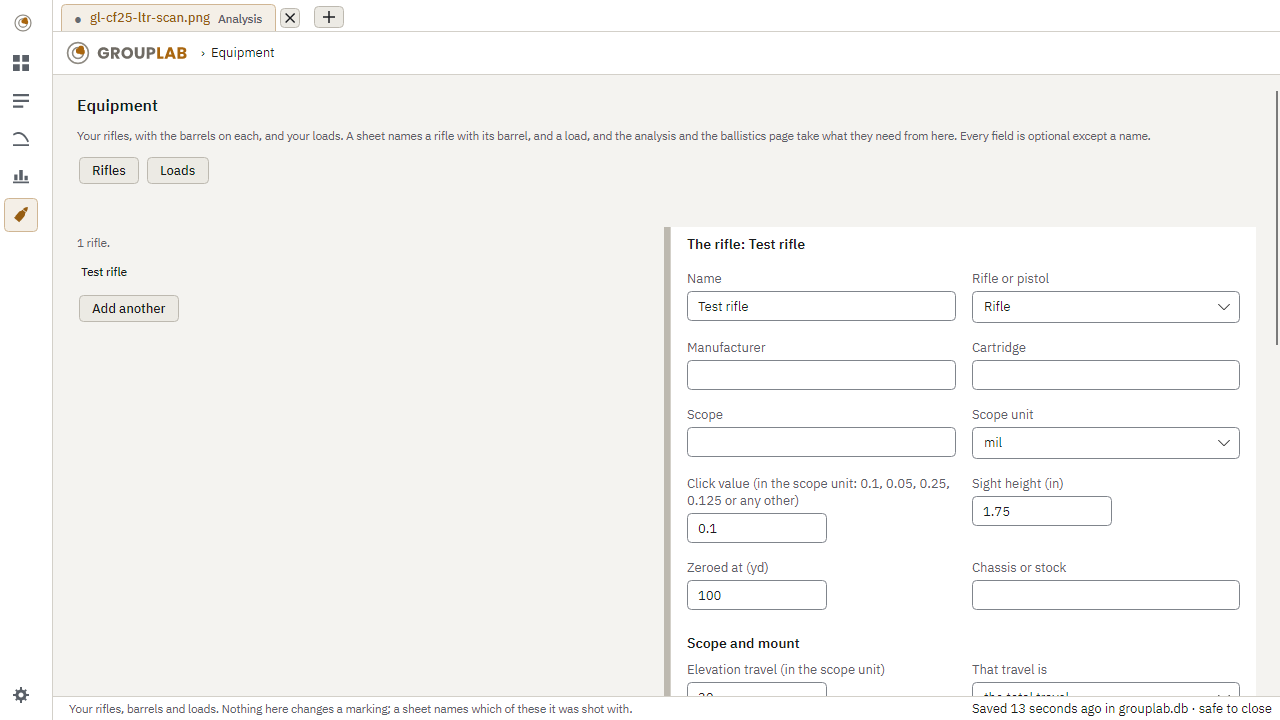 gl-cf25-ltr-scan.png Analysis
GROUPLAB › Equipment
Equipment
Your rifles, with the barrels on each, and your loads. A sheet names a rifle with its barrel, and a load, and the analysis and the ballistics page take what they need from here. Every field is optional except a name.
Rifles Loads
1 rifle.
Test rifle
Add another
The rifle: Test rifle
Name Rifle or pistol
Test rifle Rifle
Manufacturer Cartridge
Scope Scope unit
mil
Click value (in the scope unit: 0.1, 0.05, 0.25, Sight height (in)
0.125 or any other)
1.75
0.1
Zeroed at (yd) Chassis or stock
100
Scope and mount
Elevation travel (in the scope unit) That travel is
Your rifles, barrels and loads. Nothing here changes a marking; a sheet names which of these it was shot with. Saved 13 seconds ago in grouplab.db · safe to close